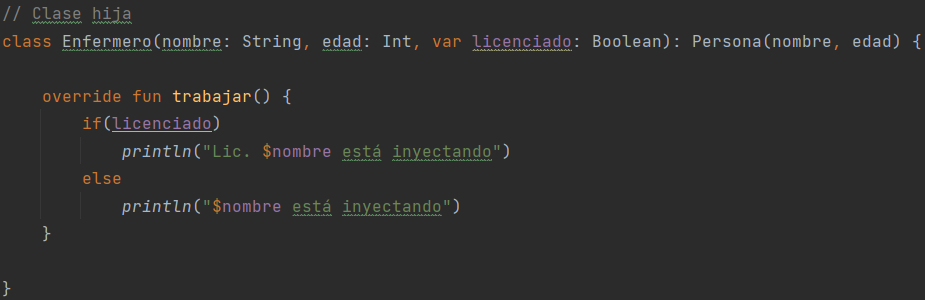 // Clase hija
class Enfermero(nombre: String, edad: Int, var licenciado: Boolean): Persona(nombre, edad) {
override fun trabajar() {
if(licenciado)
println("Lic. $nombre está inyectando")
else
println("$nombre está inyectando")
}
}